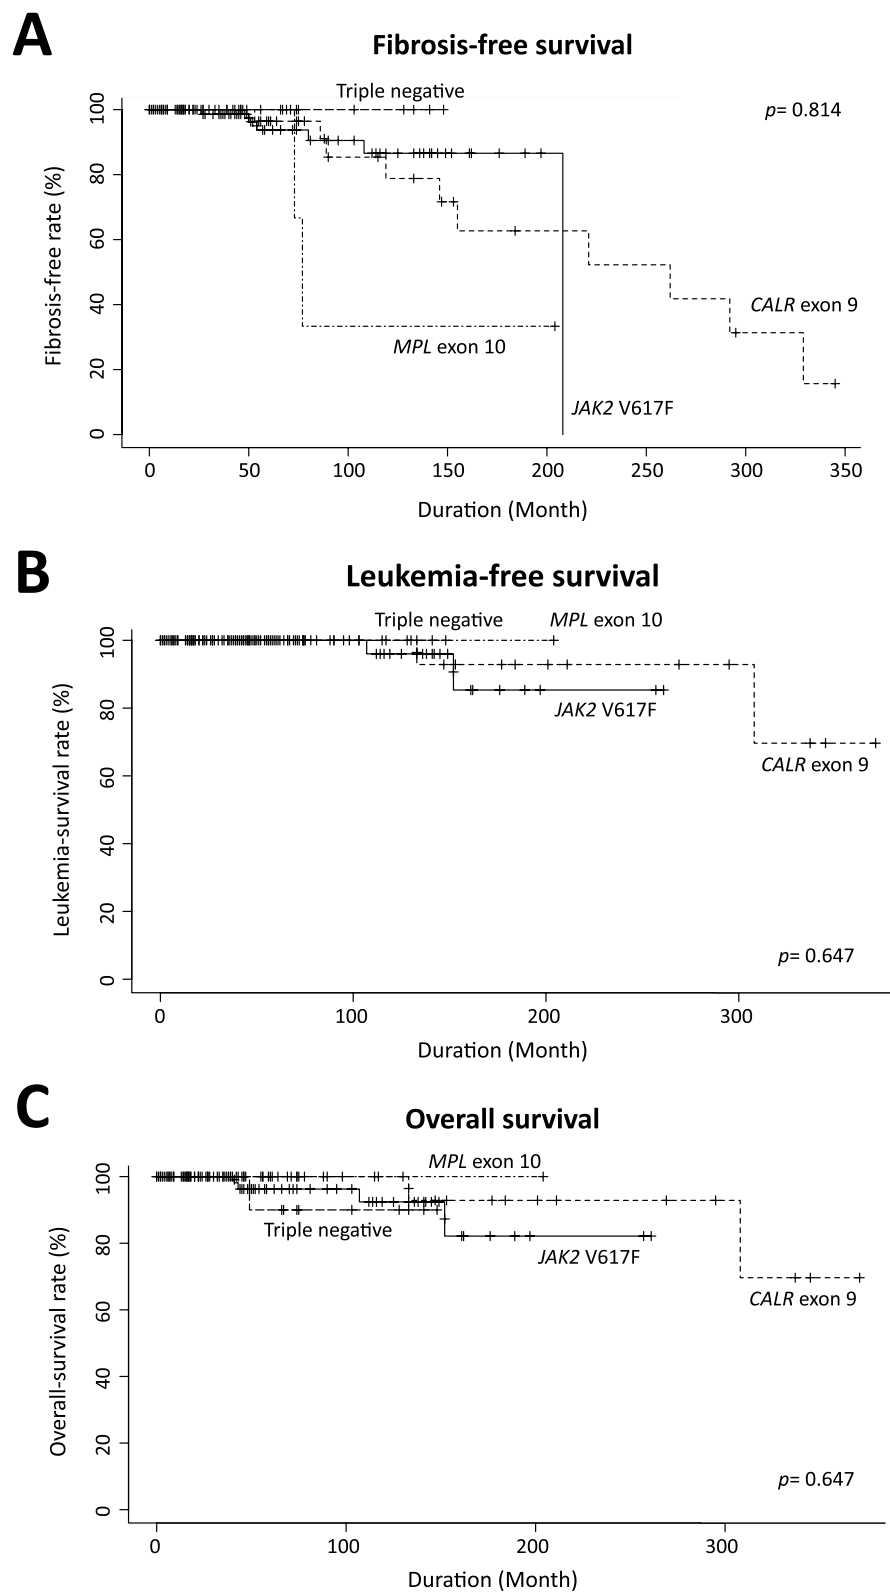 A
Fibrosis-free survival
Triple negative
p= 0.814
Fibrosis-free rate (%)
100
80
60
40
20
0
CALR exon 9
MPL exon 10
JAK2 V617F
0 50 100 150 200 250 300 350
Duration (Month)
B
Leukemia-free survival
Triple negative MPL exon 10
Leukemia-survival rate (%)
100
80
60
40
20
0
JAK2 V617F
CALR exon 9
p= 0.647
0 100 200 300
Duration (Month)
C
Overall survival
MPL exon 10
Overall-survival rate (%)
100
80
60
40
20
0
Triple negative
JAK2 V617F
CALR exon 9
p= 0.647
0 100 200 300
Duration (Month)